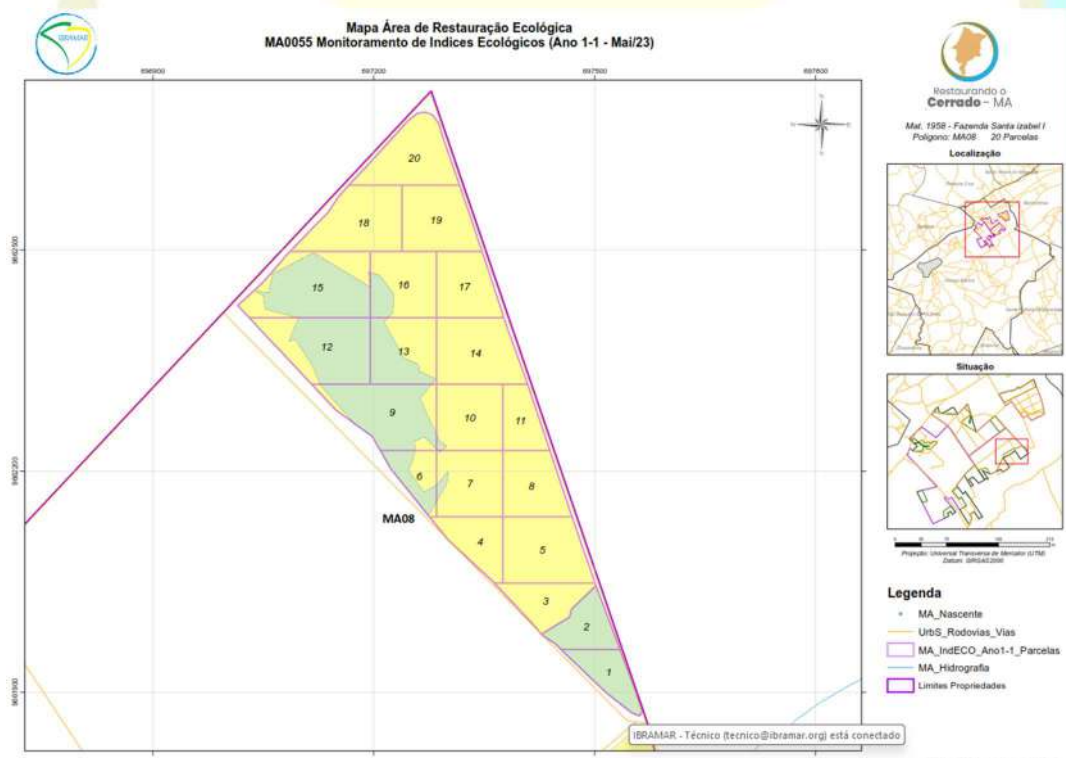 IBRAMAR
Mapa Área de Restauração Ecológica
MA0055 Monitoramento de Indices Ecológicos (Ano 1-1 - Mai/23)
Restaurando o
Cerrado - MA
Mat. 1958 - Fazenda Santa izabel I
Poligono: MA08 20 Parcelas
Localização
Situação
696900
697200
697500
697800
20
18
19
15
16
17
12
13
14
9
10
11
6
7
8
MA08
4
5
3
2
1
Projeção: Universal Transversa de Mercator (UTM)
Datum: SIRGAS2000
Legenda
MA_Nascente
UrbS_Rodovias_Vias
MA_IndECO_Ano1-1_Parcelas
MA_Hidrografia
Limites Propriedades
IBRAMAR - Técnico (tecnico@ibramar.org) está conectado